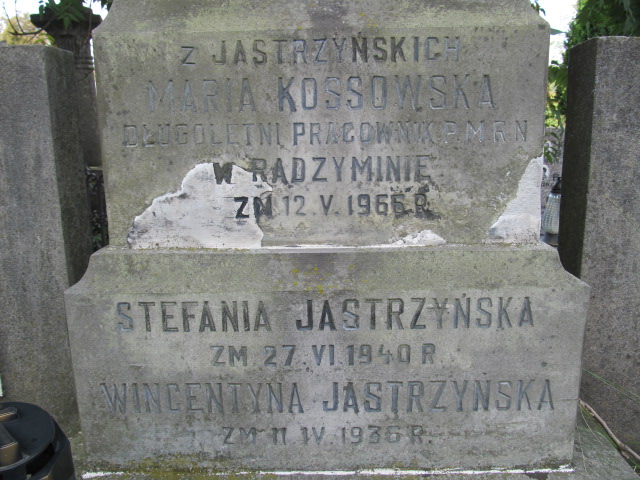 Z JASTRZYŃSKICH
MARIA KOSSOWSKA
DŁUGOLETNI PRACOWNIK P.M.R.N
W RADZYMINIE
ZM 12.V.1966 R.
STEFANIA JASTRZYŃSKA
ZM 27.VI 1940 R
WINCENTYNA JASTRZYŃSKA
ZM 11 IV. 1936 R.